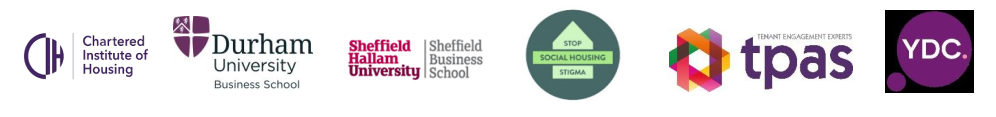 Chartered
Institute of
Housing
Durham
University
Business School
Sheffield
Hallam
University
Sheffield
Business
School
STOP
SOCIAL HOUSING
STIGMA
TENANT ENGAGEMENT EXPERTS
tpas
YDC.